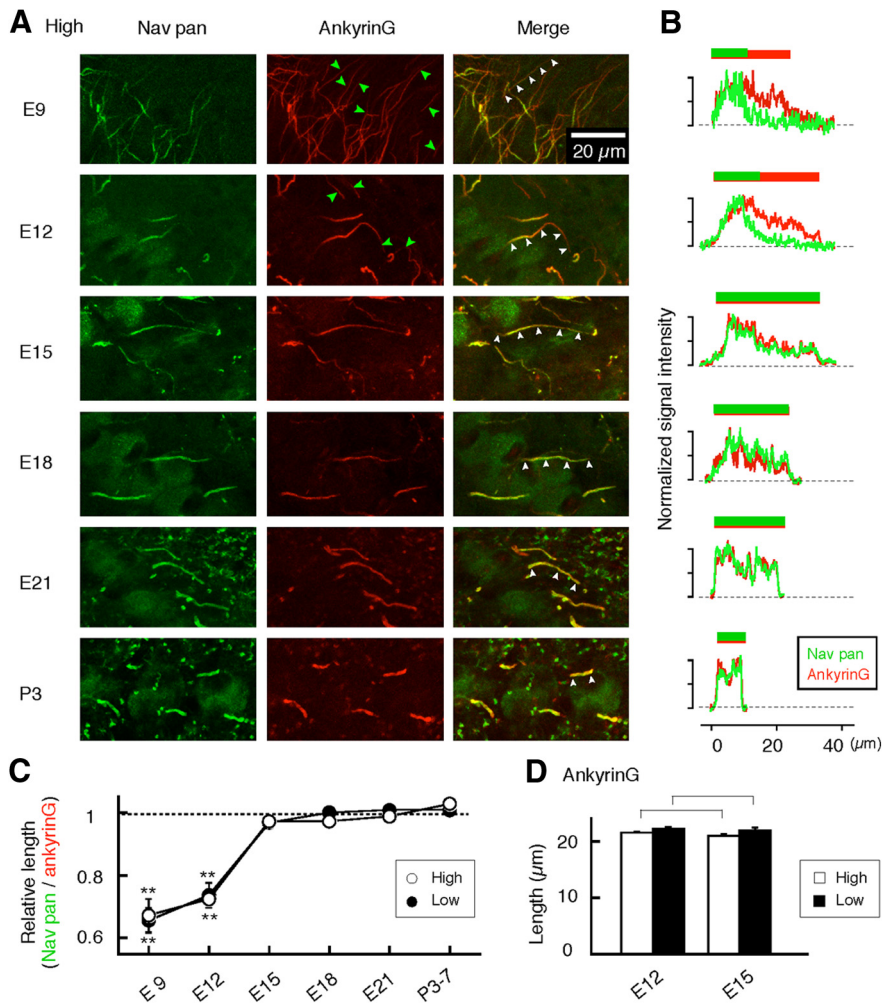 A High Nav pan AnkyrinG Merge B
E9
20 µm
E12
E15
E18
E21
P3
Normalized signal intensity
Nav pan
AnkyrinG
0 20 40 (µm)
C
Relative length
(Nav pan / ankyrinG)
1
0.8
0.6
** **
** **
High
Low
E 9 E12 E15 E18 E21 P3-7
D AnkyrinG
Length (µm)
20
10
0
High
Low
E12 E15